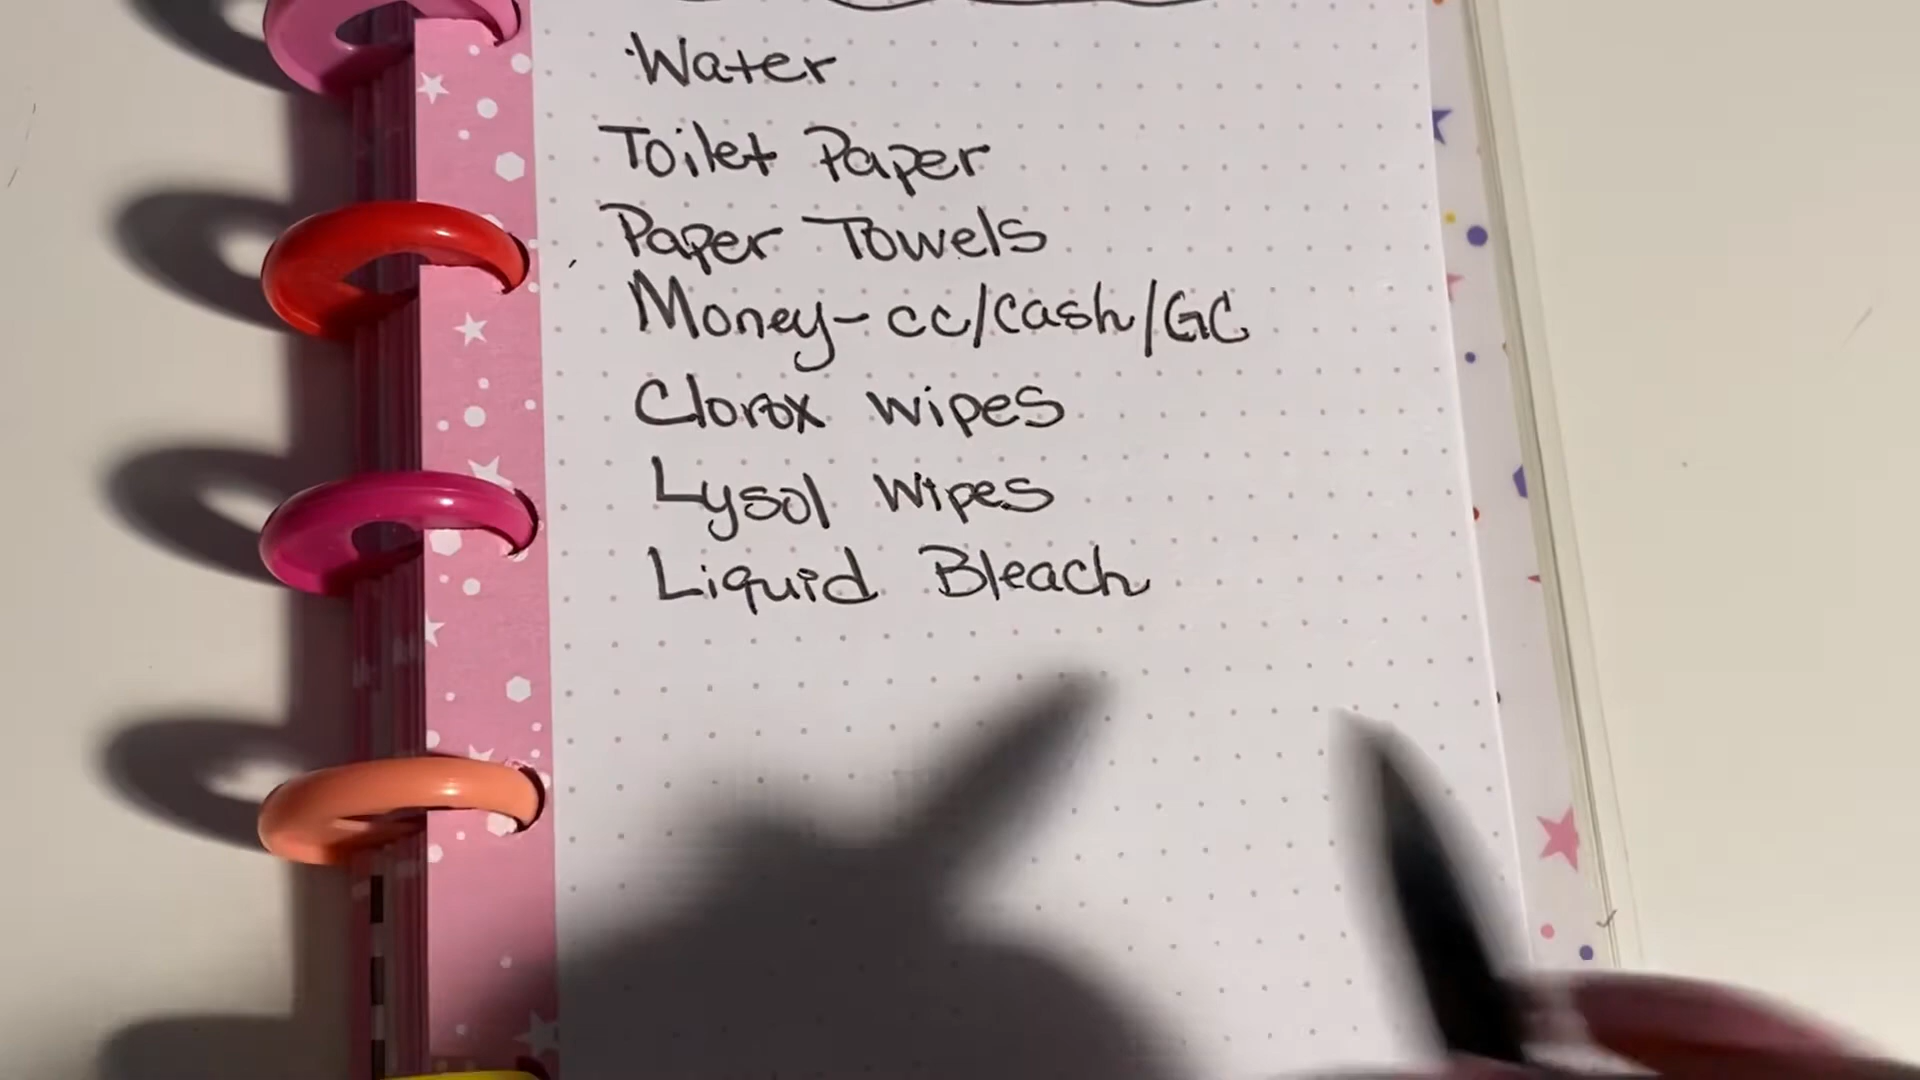 Water
Toilet Paper
Paper Towels
Money- cc/cash/GC
Clorox wipes
Lysol wipes
Liquid Bleach